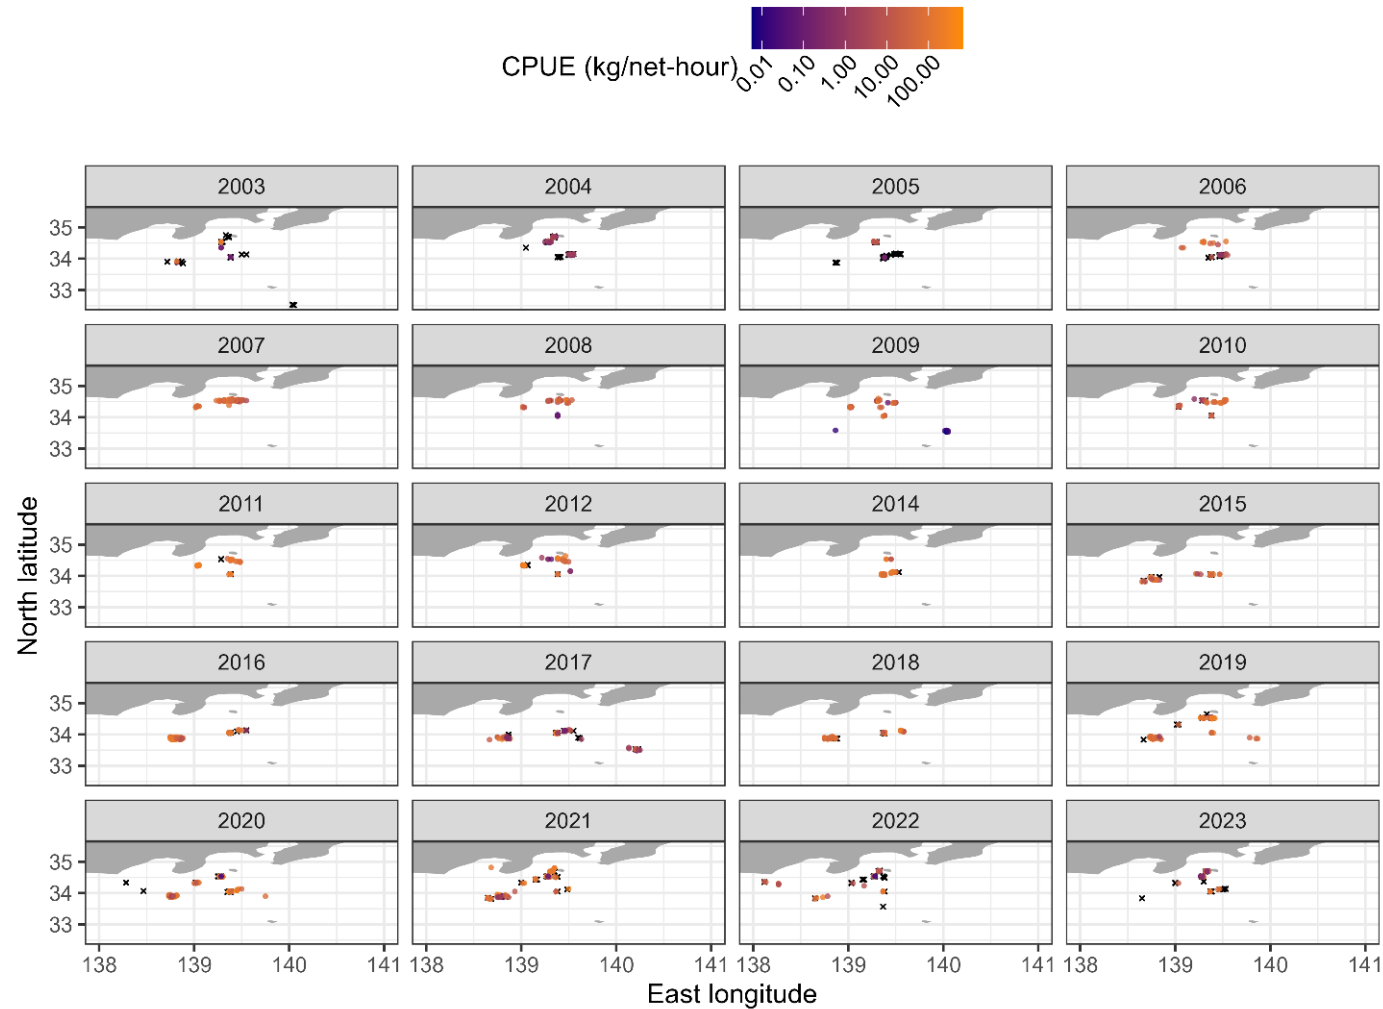 CPUE (kg/net-hour)
0.01 0.10 1.00 10.00 100.00
2003 2004 2005 2006
35
34
33
2007 2008 2009 2010
35
34
33
2011 2012 2014 2015
35
34
33
2016 2017 2018 2019
35
34
33
2020 2021 2022 2023
35
34
33
138 139 140 141 138 139 140 141 138 139 140 141 138 139 140 141
East longitude
North latitude